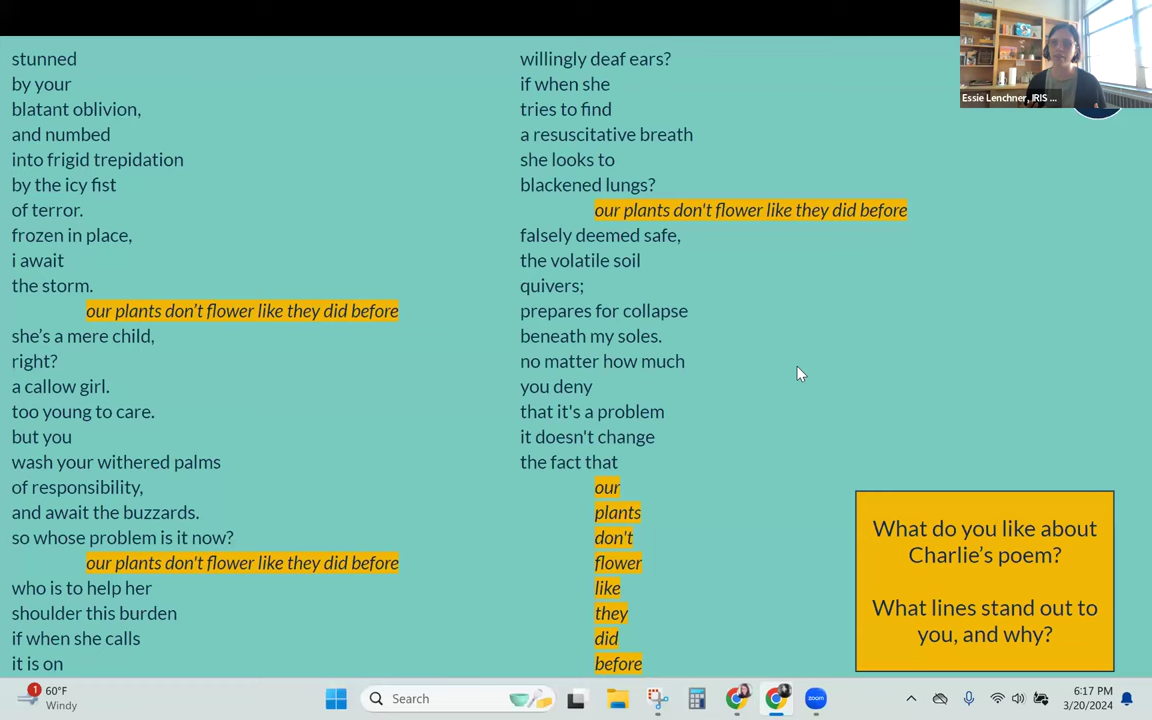 Essie Lenchner, IRIS ...
stunned
by your
blatant oblivion,
and numbed
into frigid trepidation
by the icy fist
of terror.
frozen in place,
i await
the storm.
our plants don’t flower like they did before
she’s a mere child,
right?
a callow girl.
too young to care.
but you
wash your withered palms
of responsibility,
and await the buzzards.
so whose problem is it now?
our plants don't flower like they did before
who is to help her
shoulder this burden
if when she calls
it is on
willingly deaf ears?
if when she
tries to find
a resuscitative breath
she looks to
blackened lungs?
our plants don't flower like they did before
falsely deemed safe,
the volatile soil
quivers;
prepares for collapse
beneath my soles.
no matter how much
you deny
that it's a problem
it doesn't change
the fact that
our
plants
don't
flower
like
they
did
before
What do you like about
Charlie’s poem?
What lines stand out to
you, and why?
1
60°F
Windy
Search
zoom
6:17 PM
3/20/2024